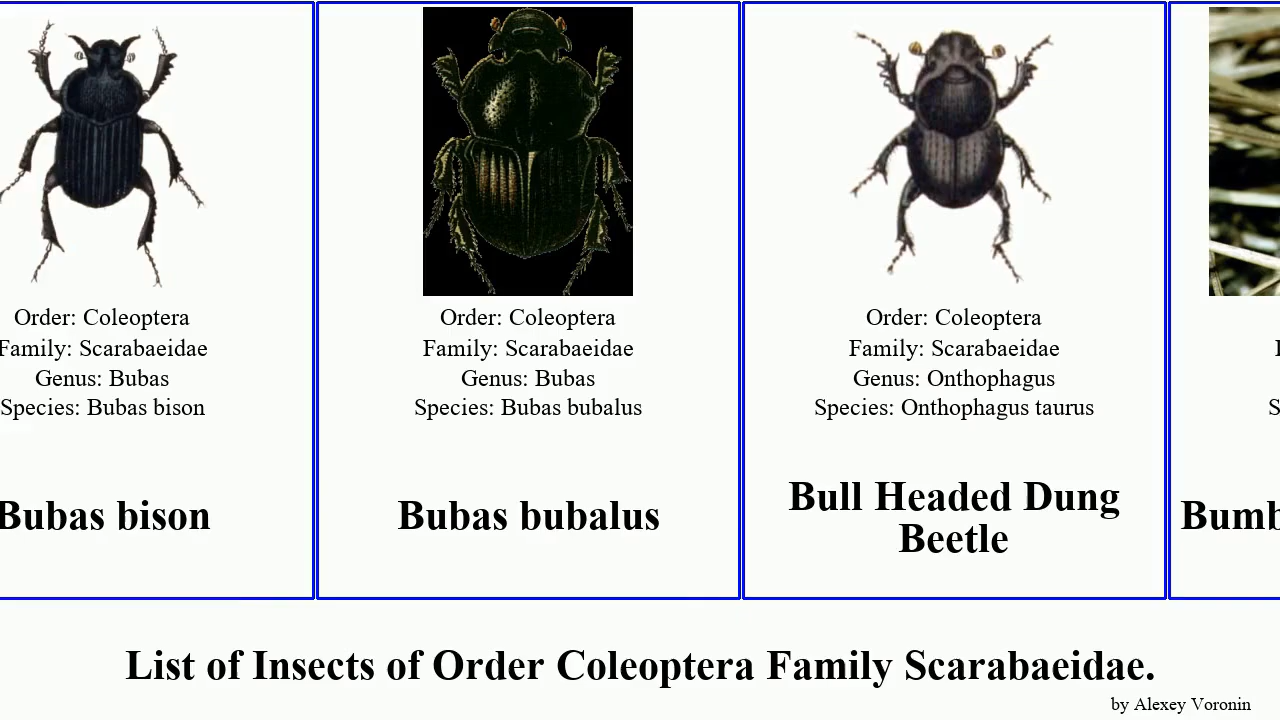 Order: Coleoptera
Family: Scarabaeidae
Genus: Bubas
Species: Bubas bison
Bubas bison
Order: Coleoptera
Family: Scarabaeidae
Genus: Bubas
Species: Bubas bubalus
Bubas bubalus
Order: Coleoptera
Family: Scarabaeidae
Genus: Onthophagus
Species: Onthophagus taurus
Bull Headed Dung
Beetle
List of Insects of Order Coleoptera Family Scarabaeidae.
by Alexey Voronin